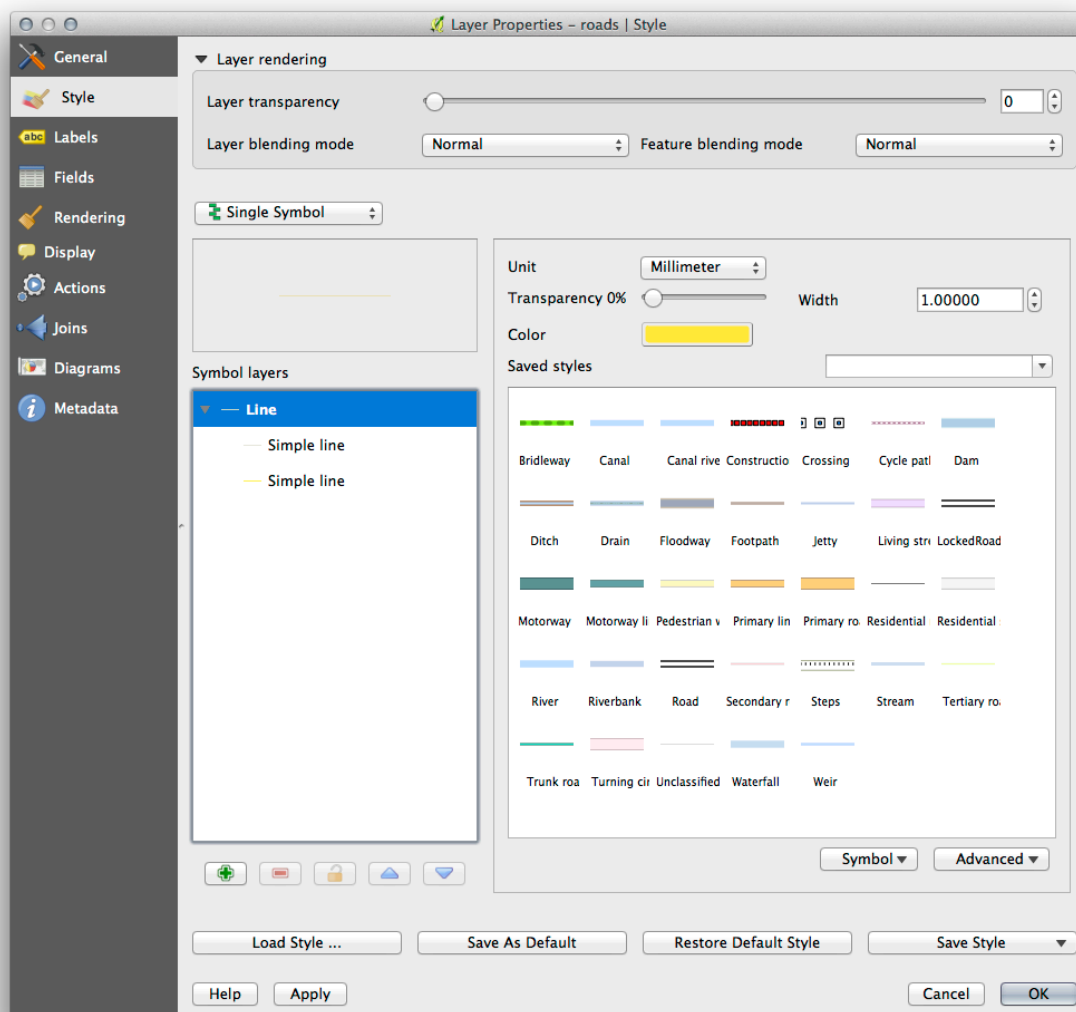 Layer Properties – roads | Style
General
Style
abc Labels
Fields
Rendering
Display
Actions
Joins
Diagrams
i Metadata
Layer rendering
Layer transparency 0
Layer blending mode Normal Feature blending mode Normal
Single Symbol
Unit Millimeter
Transparency 0% Width 1.00000
Color
Saved styles
Symbol layers
Line
Simple line
Simple line
Bridleway Canal Canal rive Constructio Crossing Cycle patl Dam
Ditch Drain Floodway Footpath Jetty Living stre LockedRoad
Motorway Motorway li Pedestrian v Primary lin Primary ro Residential Residential
River Riverbank Road Secondary r Steps Stream Tertiary ro
Trunk roa Turning cir Unclassified Waterfall Weir
Symbol Advanced
Load Style ... Save As Default Restore Default Style Save Style
Help Apply Cancel OK